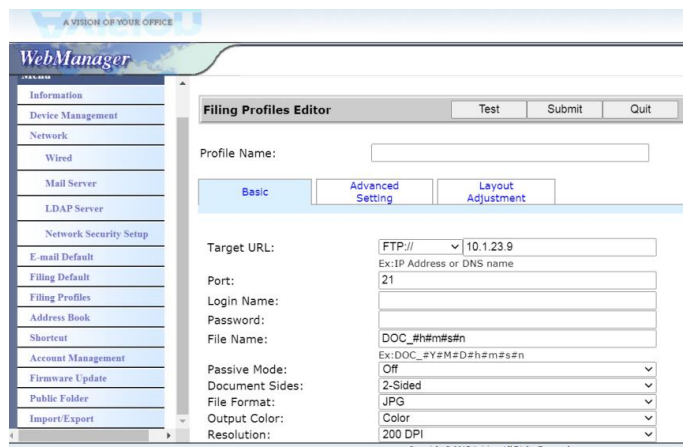 A VISION OF YOUR OFFICE
WebManager
Menu
Information
Device Management
Network
Wired
Mail Server
LDAP Server
Network Security Setup
E-mail Default
Filing Default
Filing Profiles
Address Book
Shortcut
Account Management
Firmware Update
Public Folder
Import/Export
Filing Profiles Editor Test Submit Quit
Profile Name:
Basic Advanced Setting Layout Adjustment
Target URL: FTP:// 10.1.23.9
Ex:IP Address or DNS name
Port: 21
Login Name:
Password:
File Name: DOC_#h#m#s#n
Ex:DOC_#Y#M#D#h#m#s#n
Passive Mode: Off
Document Sides: 2-Sided
File Format: JPG
Output Color: Color
Resolution: 200 DPI